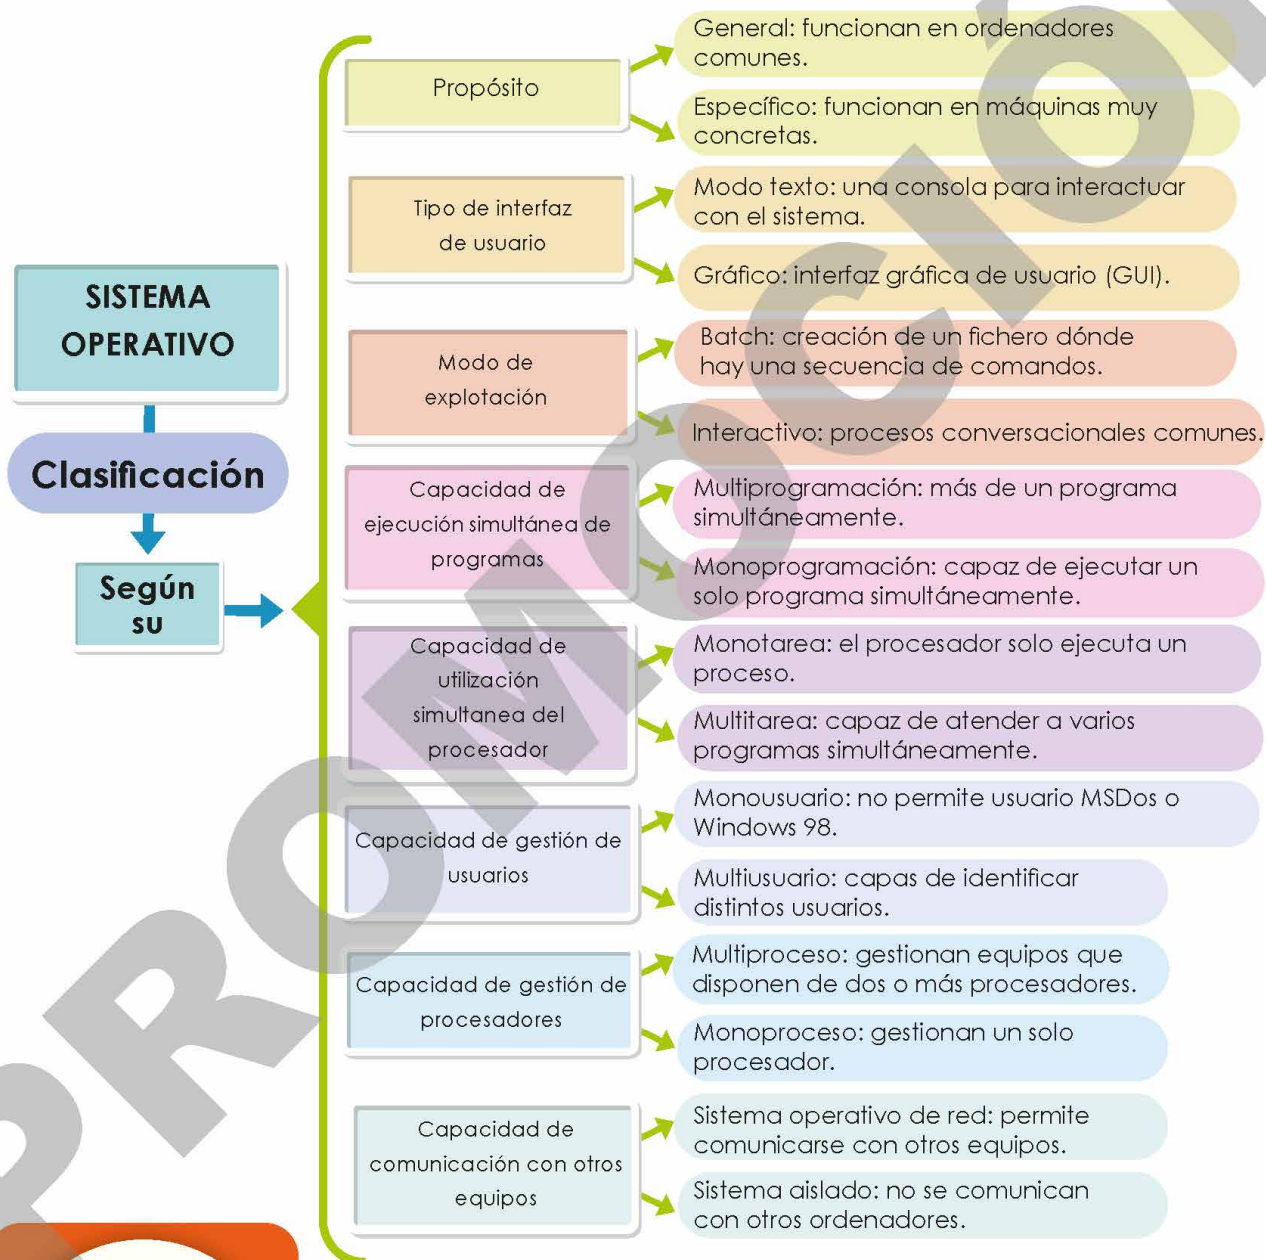 SISTEMA
OPERATIVO
Clasificación
Según
su
Propósito
General: funcionan en ordenadores
comunes.
Específico: funcionan en máquinas muy
concretas.
Tipo de interfaz
de usuario
Modo texto: una consola para interactuar
con el sistema.
Gráfico: interfaz gráfica de usuario (GUI).
Modo de
explotación
Batch: creación de un fichero dónde
hay una secuencia de comandos.
Interactivo: procesos conversacionales comunes.
Capacidad de
ejecución simultánea de
programas
Multiprogramación: más de un programa
simultáneamente.
Monoprogramación: capaz de ejecutar un
solo programa simultáneamente.
Capacidad de
utilización
simultanea del
procesador
Monotarea: el procesador solo ejecuta un
proceso.
Multitarea: capaz de atender a varios
programas simultáneamente.
Capacidad de gestión de
usuarios
Monousuario: no permite usuario MSDos o
Windows 98.
Multiusuario: capas de identificar
distintos usuarios.
Capacidad de gestión de
procesadores
Multiproceso: gestionan equipos que
disponen de dos o más procesadores.
Monoproceso: gestionan un solo
procesador.
Capacidad de
comunicación con otros
equipos
Sistema operativo de red: permite
comunicarse con otros equipos.
Sistema aislado: no se comunican
con otros ordenadores.
PROMOCIÓN